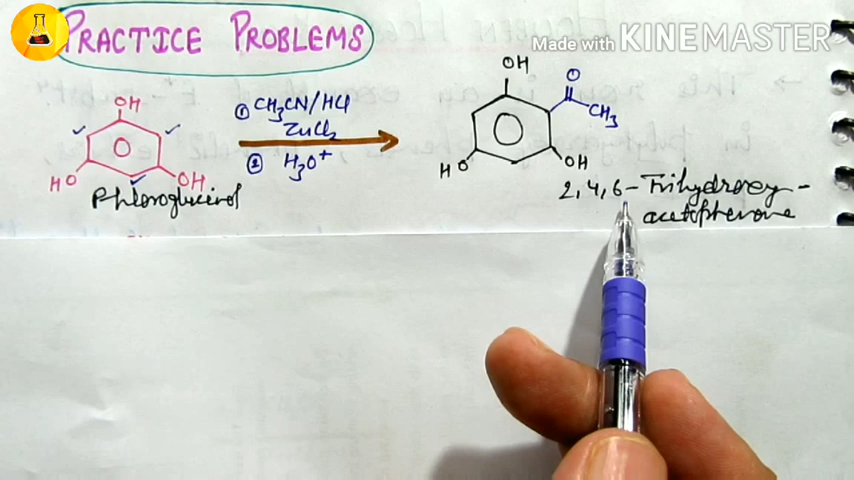 PRACTICE PROBLEMS
Made with KINEMASTER
OH
HO
OH
Phloroglucinol
① CH₃CN/HCl
ZnCl₂
② H₃O⁺
OH
O
CH₃
HO
OH
2,4,6-Trihydroxy-
acetophenone